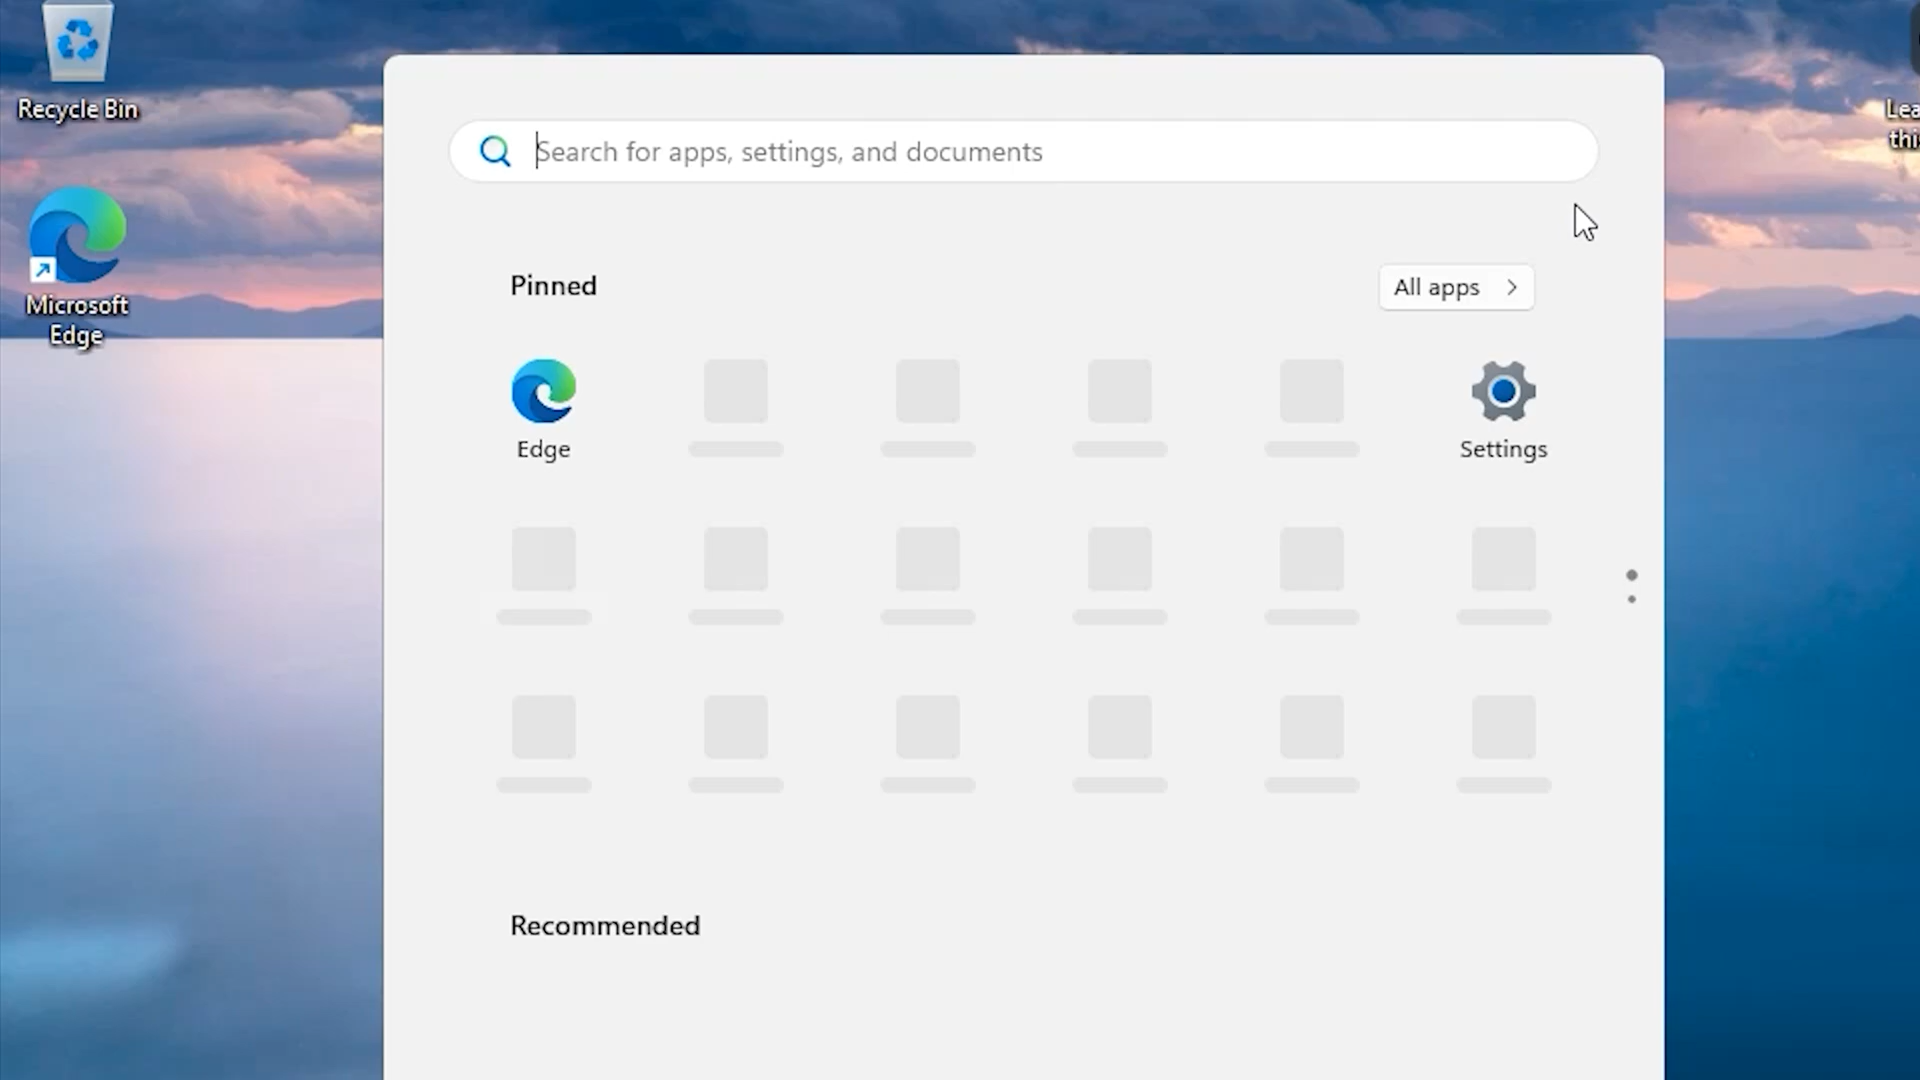 Recycle Bin
Microsoft
Edge
Search for apps, settings, and documents
Pinned
All apps
Edge
Settings
Recommended